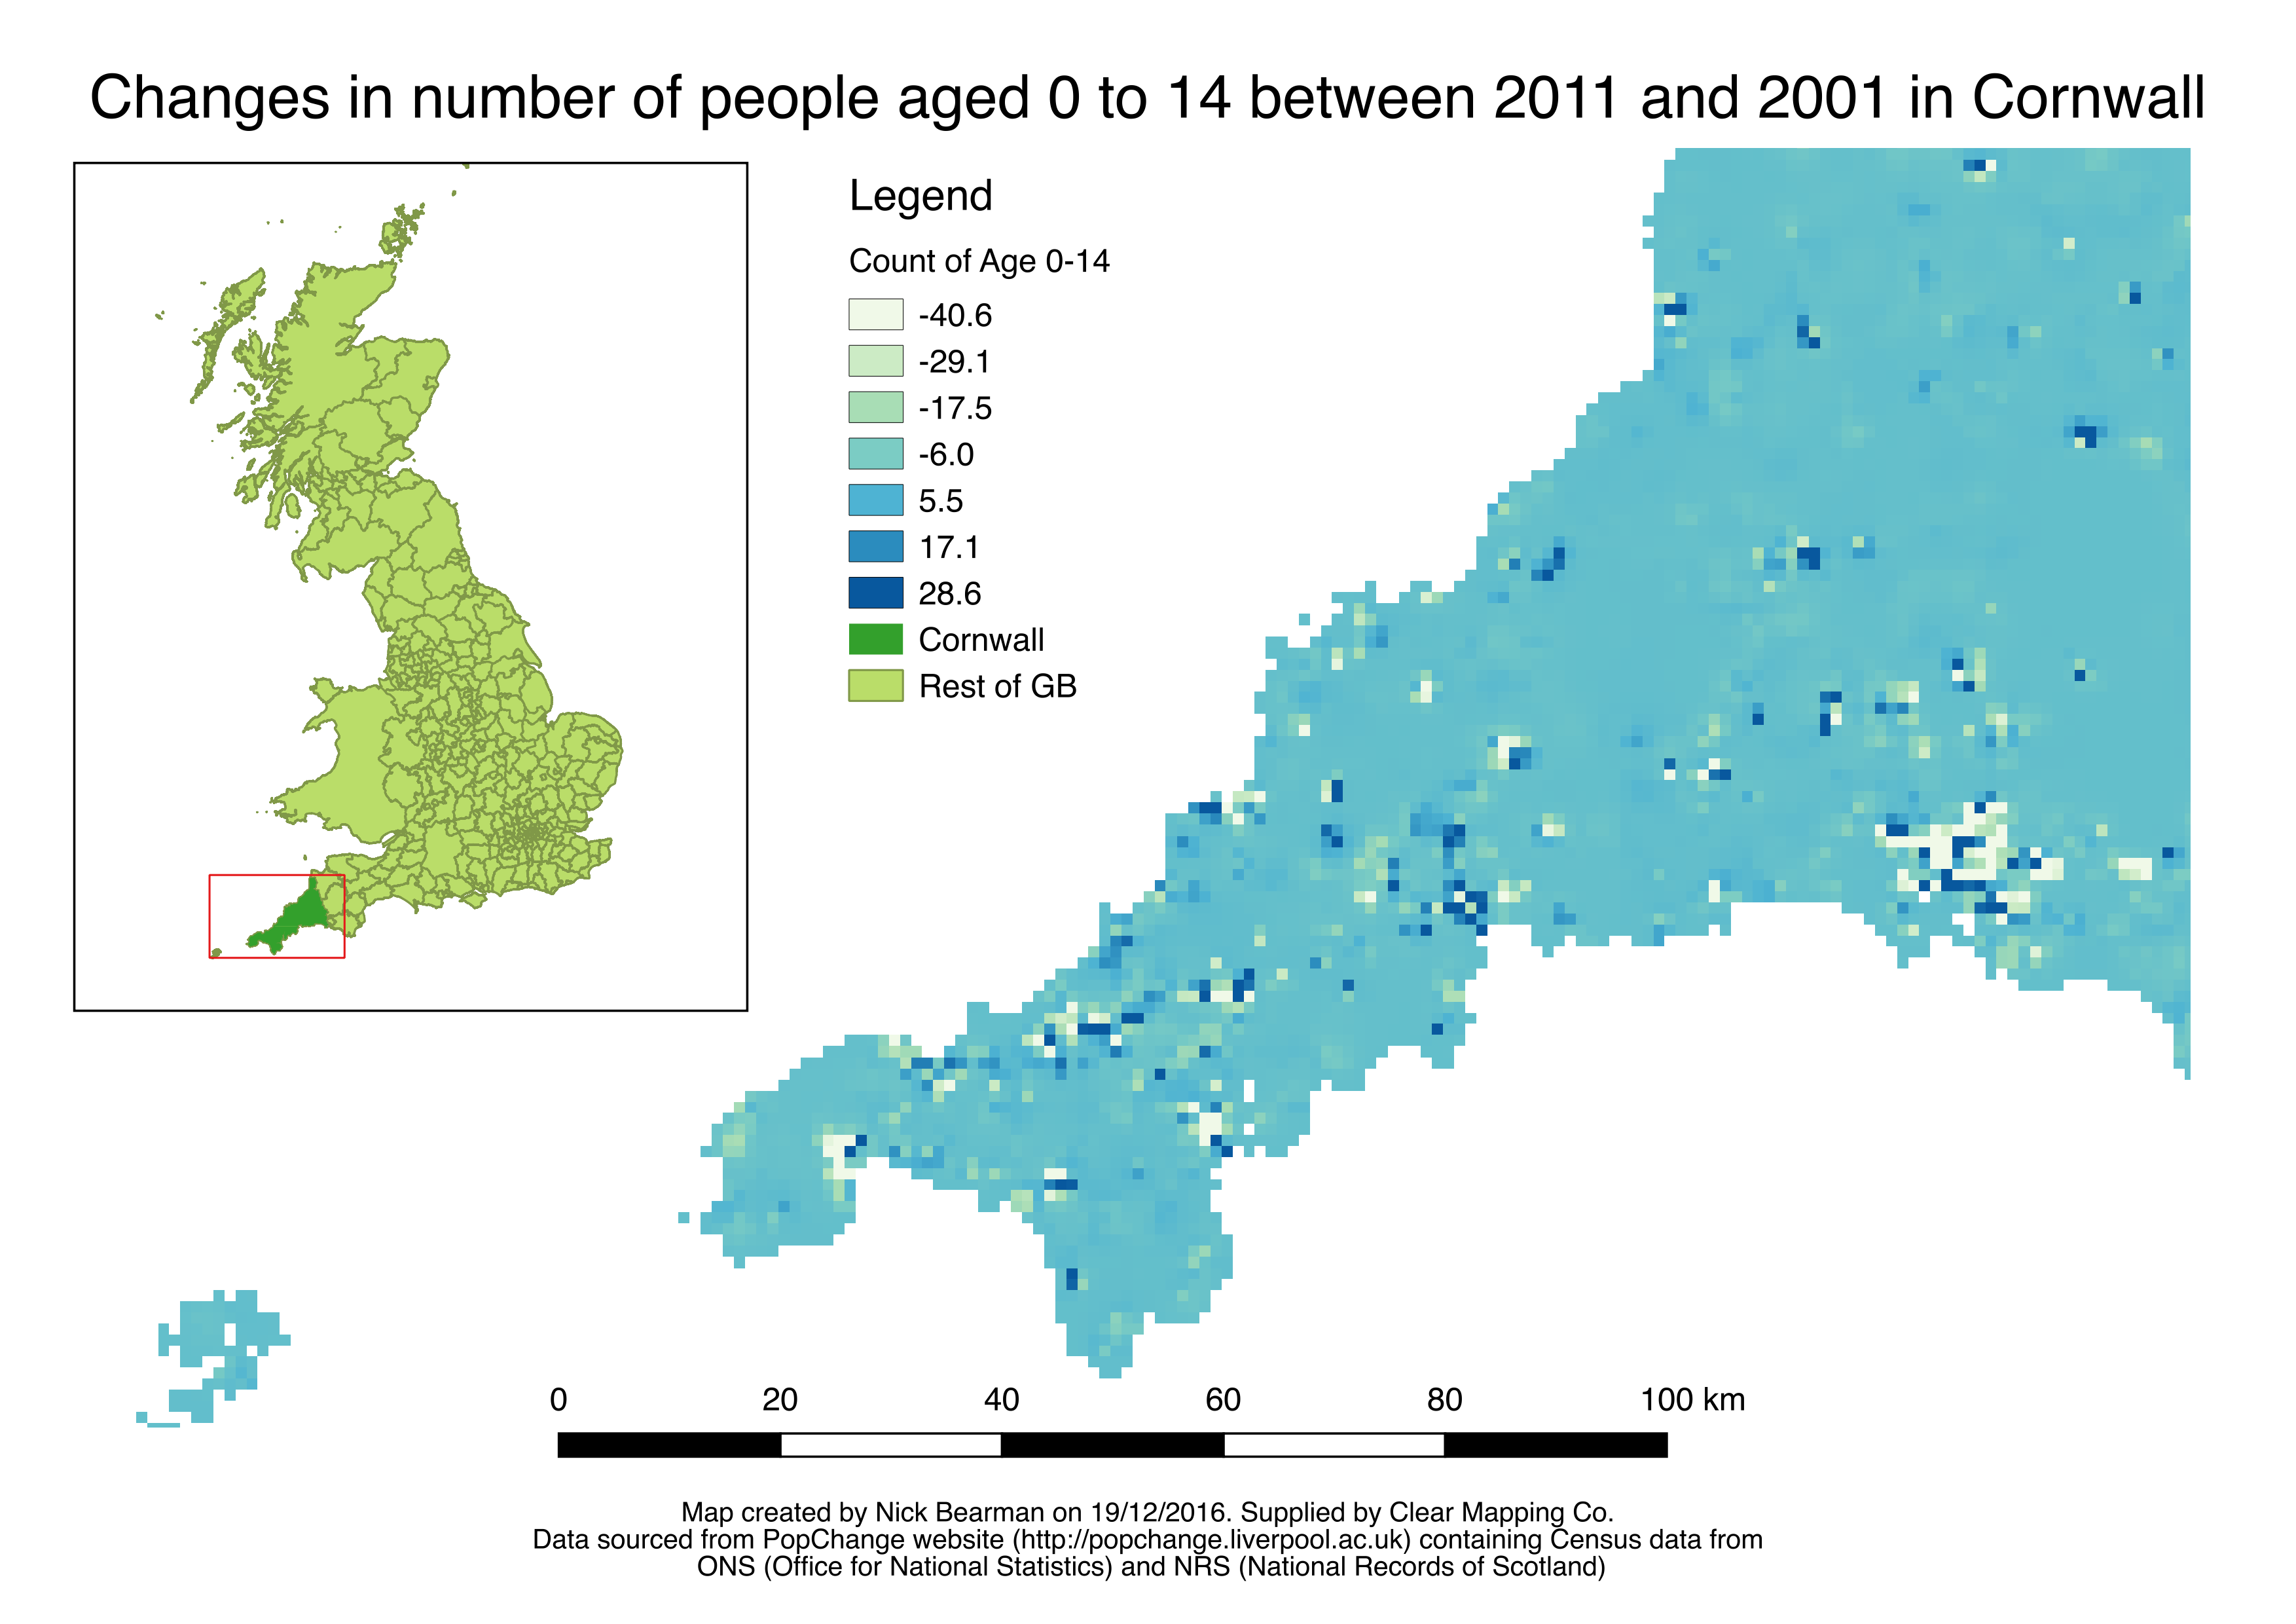 Changes in number of people aged 0 to 14 between 2011 and 2001 in Cornwall
Legend
Count of Age 0-14
-40.6
-29.1
-17.5
-6.0
5.5
17.1
28.6
Cornwall
Rest of GB
0 20 40 60 80 100 km
Map created by Nick Bearman on 19/12/2016. Supplied by Clear Mapping Co.
Data sourced from PopChange website (http://popchange.liverpool.ac.uk) containing Census data from
ONS (Office for National Statistics) and NRS (National Records of Scotland)